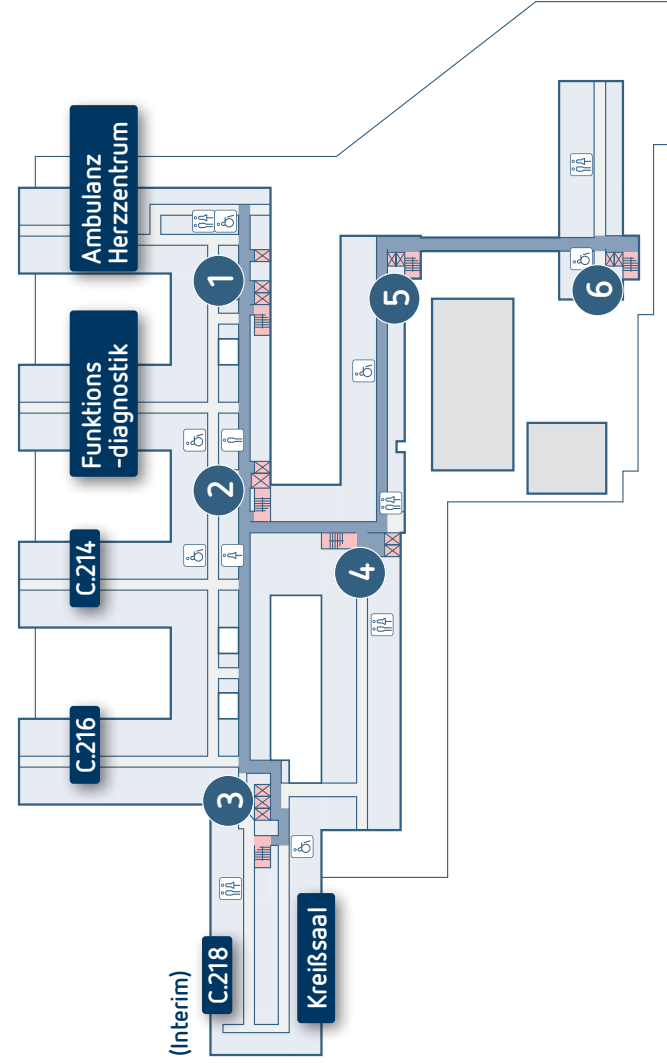 (Interim)
C.218
Kreißsaal
C.216
C.214
Funktions
-diagnostik
Ambulanz
Herzzentrum
3
2
1
4
5
6